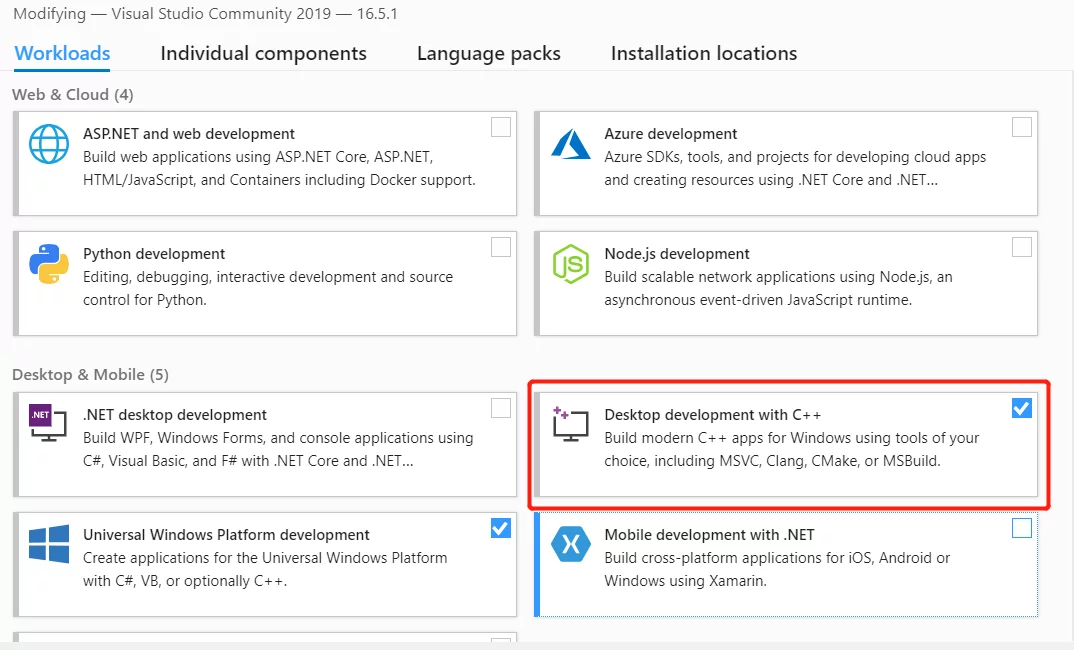 Modifying — Visual Studio Community 2019 — 16.5.1
Workloads
Individual components
Language packs
Installation locations
Web & Cloud (4)
ASP.NET and web development
Build web applications using ASP.NET Core, ASP.NET,
HTML/JavaScript, and Containers including Docker support.
Azure development
Azure SDKs, tools, and projects for developing cloud apps
and creating resources using .NET Core and .NET...
Python development
Editing, debugging, interactive development and source
control for Python.
Node.js development
Build scalable network applications using Node.js, an
asynchronous event-driven JavaScript runtime.
Desktop & Mobile (5)
.NET
.NET desktop development
Build WPF, Windows Forms, and console applications using
C#, Visual Basic, and F# with .NET Core and .NET...
Desktop development with C++
Build modern C++ apps for Windows using tools of your
choice, including MSVC, Clang, CMake, or MSBuild.
Universal Windows Platform development
Create applications for the Universal Windows Platform
with C#, VB, or optionally C++.
Mobile development with .NET
Build cross-platform applications for iOS, Android or
Windows using Xamarin.